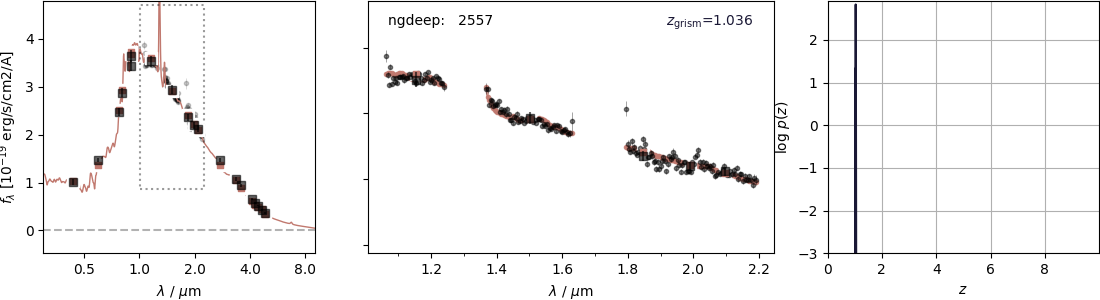 f_λ [10^−19 erg/s/cm2/A]
4
3
2
1
0
0.5 1.0 2.0 4.0 8.0
λ / μm
ngdeep: 2557 z_grism=1.036
1.2 1.4 1.6 1.8 2.0 2.2
λ / μm
log p(z)
2
1
0
−1
−2
−3
0 2 4 6 8
z